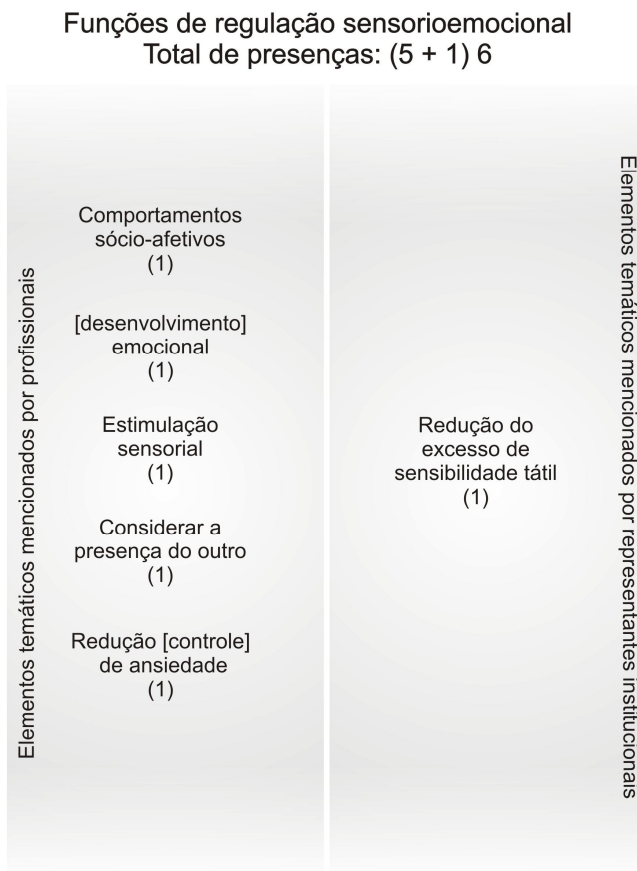 Funções de regulação sensorioemocional
Total de presenças: (5 + 1) 6
Elementos temáticos mencionados por profissionais
Comportamentos
sócio-afetivos
(1)
[desenvolvimento]
emocional
(1)
Estimulação
sensorial
(1)
Considerar a
presença do outro
(1)
Redução [controle]
de ansiedade
(1)
Redução do
excesso de
sensibilidade tátil
(1)
Elementos temáticos mencionados por representantes institucionais